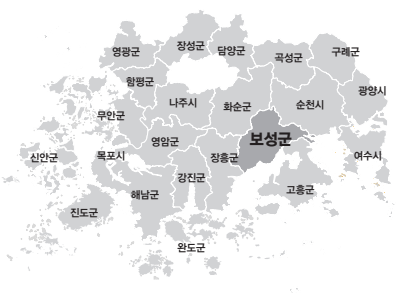 영광군
장성군
담양군
곡성군
구례군
함평군
나주시
화순군
순천시
광양시
무안군
영암군
보성군
신안군
목포시
장흥군
여수시
강진군
해남군
고흥군
진도군
완도군